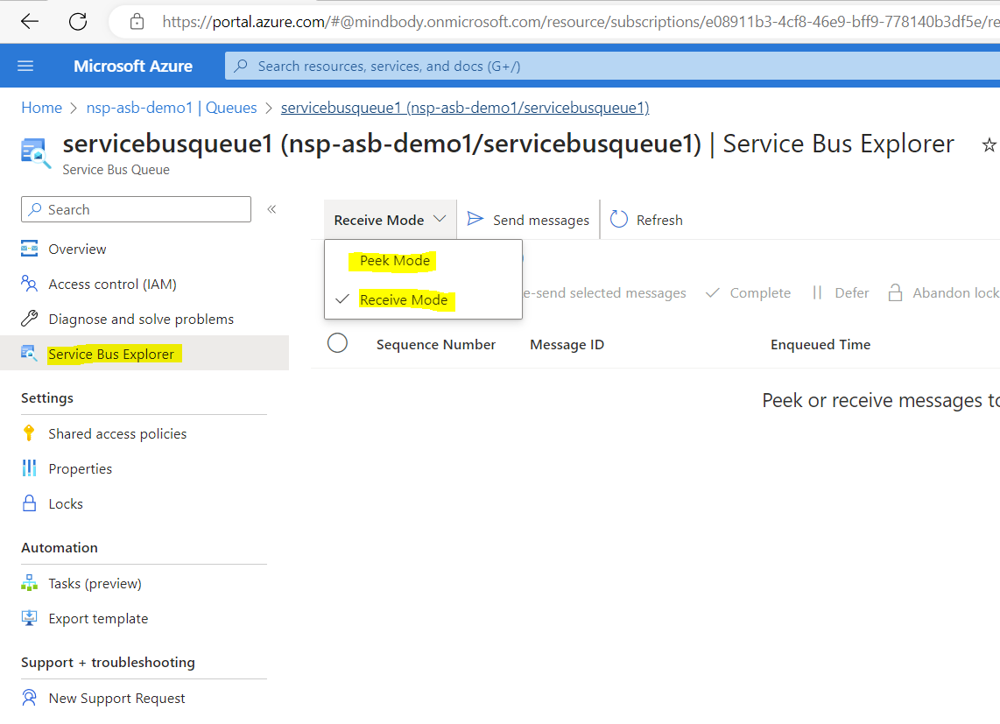 https://portal.azure.com/#@mindbody.onmicrosoft.com/resource/subscriptions/e08911b3-4cf8-46e9-bff9-778140b3df5e/re
Microsoft Azure
Search resources, services, and docs (G+/)
Home > nsp-asb-demo1 | Queues > servicebusqueue1 (nsp-asb-demo1/servicebusqueue1)
servicebusqueue1 (nsp-asb-demo1/servicebusqueue1) | Service Bus Explorer
Service Bus Queue
Search
«
Overview
Access control (IAM)
Diagnose and solve problems
Service Bus Explorer
Settings
Shared access policies
Properties
Locks
Automation
Tasks (preview)
Export template
Support + troubleshooting
New Support Request
Receive Mode
Send messages
Refresh
Peek Mode
Receive Mode
e-send selected messages
Complete
Defer
Abandon lock
Sequence Number
Message ID
Enqueued Time
Peek or receive messages to